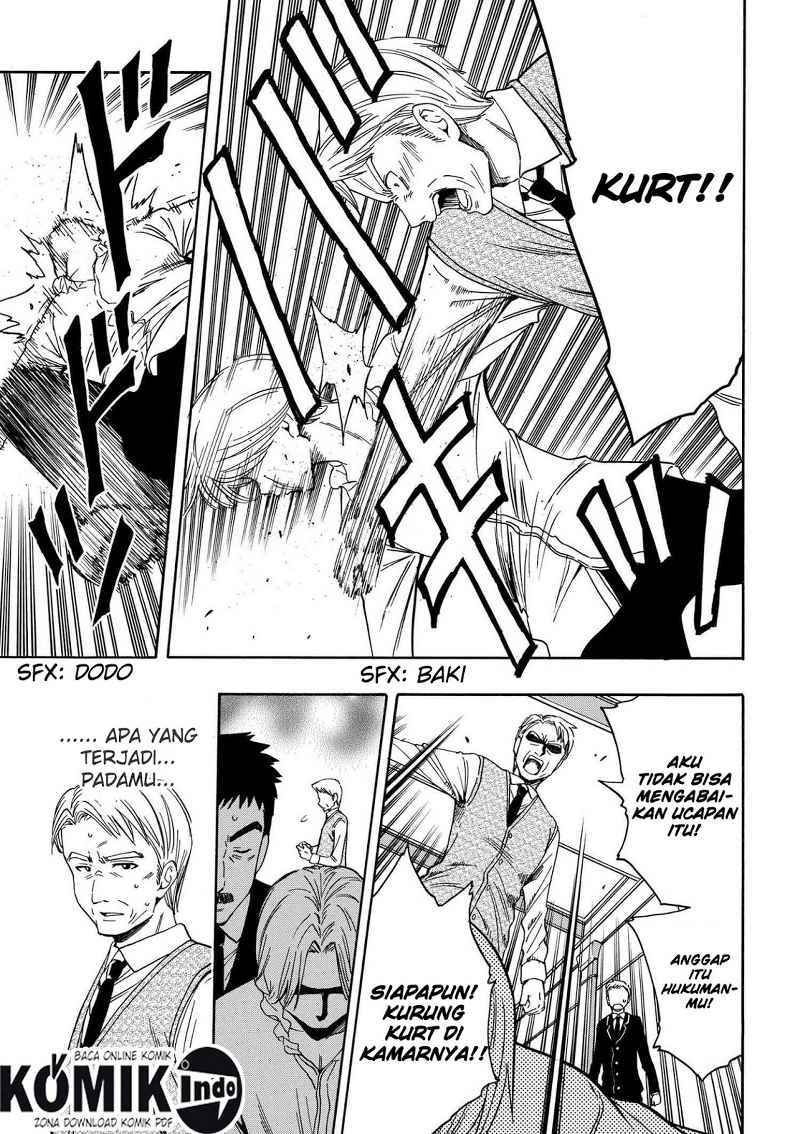 KURT!!
バ
キ
ッ
ド
ド
SFX: BAKI
SFX: DODO
AKU
TIDAK BISA
MENGABAI-
KAN UCAPAN
ITU!
ANGGAP
ITU
HUKUMAN-
MU!
SIAPAPUN!
KURUNG
KURT DI
KAMARNYA!!
...... APA YANG
TERJADI...
PADAMU...
BACA ONLINE KOMIK
KOMIK indo
ZONA DOWNLOAD KOMIK PDF